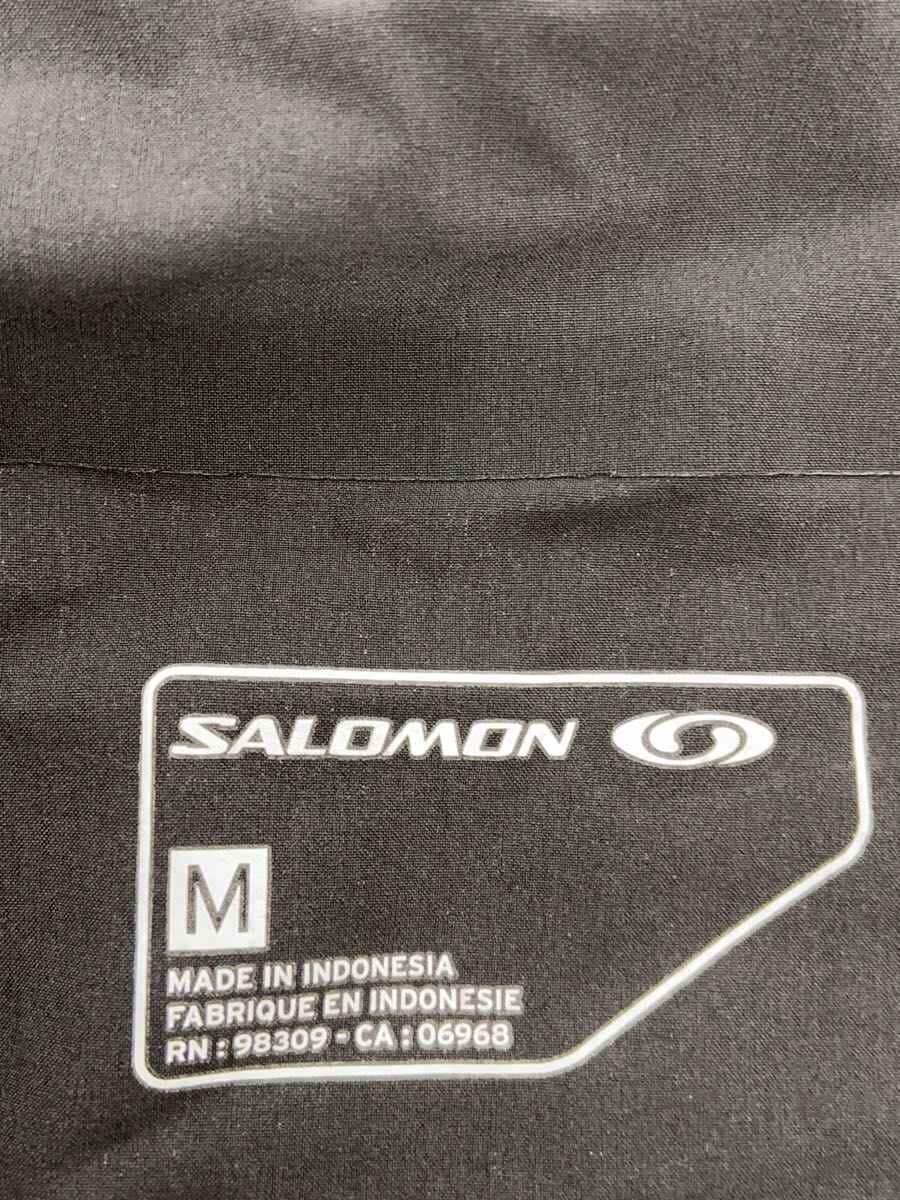 SALOMON
M
MADE IN INDONESIA
FABRIQUE EN INDONESIE
RN : 98309 - CA : 06968